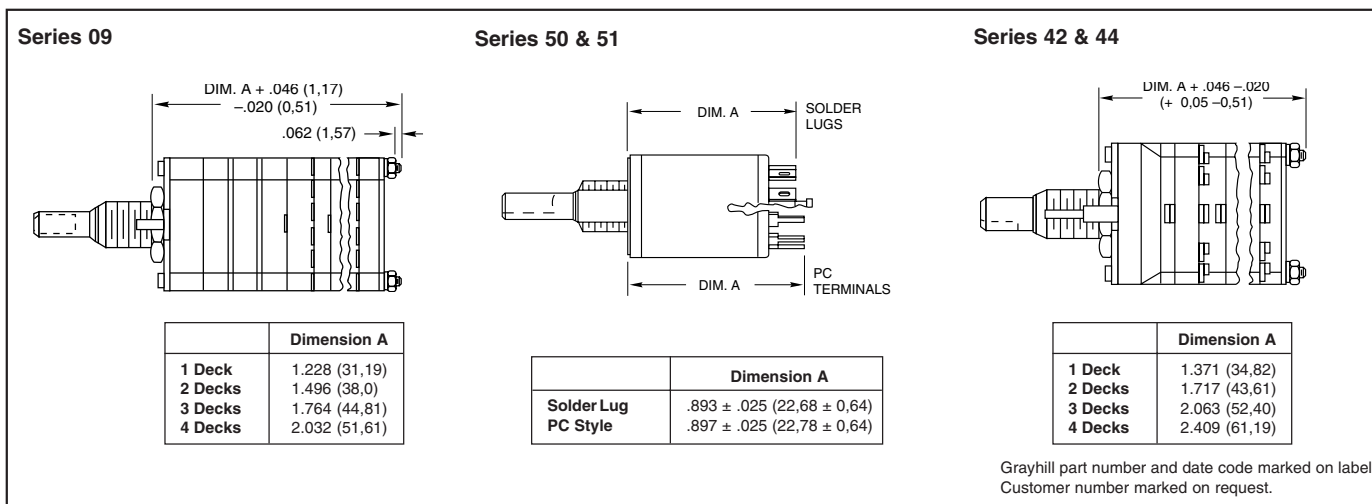 Series 09
DIM. A + .046 (1,17)
–.020 (0,51)
.062 (1,57)
Dimension A
1 Deck 1.228 (31,19)
2 Decks 1.496 (38,0)
3 Decks 1.764 (44,81)
4 Decks 2.032 (51,61)
Series 50 & 51
DIM. A
SOLDER
LUGS
DIM. A
PC
TERMINALS
Dimension A
Solder Lug .893 ± .025 (22,68 ± 0,64)
PC Style .897 ± .025 (22,78 ± 0,64)
Series 42 & 44
DIM. A + .046 –.020
(+ 0,05 –0,51)
Dimension A
1 Deck 1.371 (34,82)
2 Decks 1.717 (43,61)
3 Decks 2.063 (52,40)
4 Decks 2.409 (61,19)
Grayhill part number and date code marked on label
Customer number marked on request.